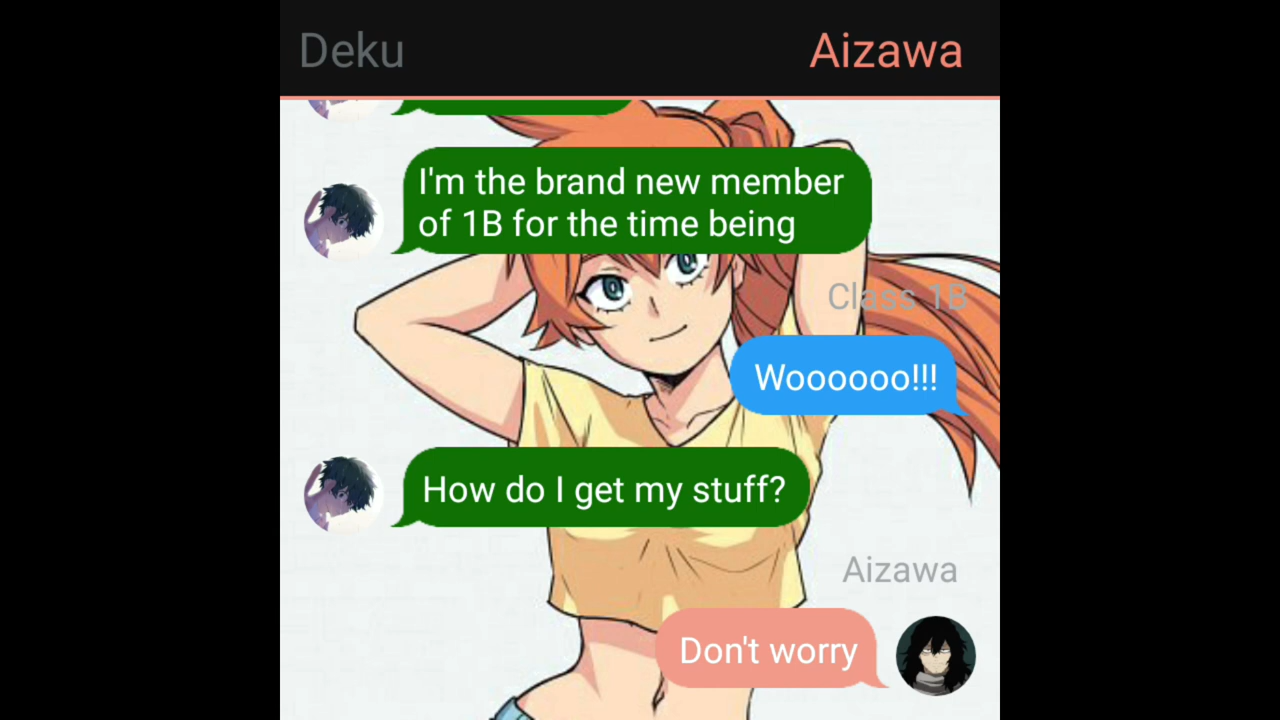 Deku
Aizawa
I'm the brand new member
of 1B for the time being
Class 1B
Woooooo!!!
How do I get my stuff?
Aizawa
Don't worry